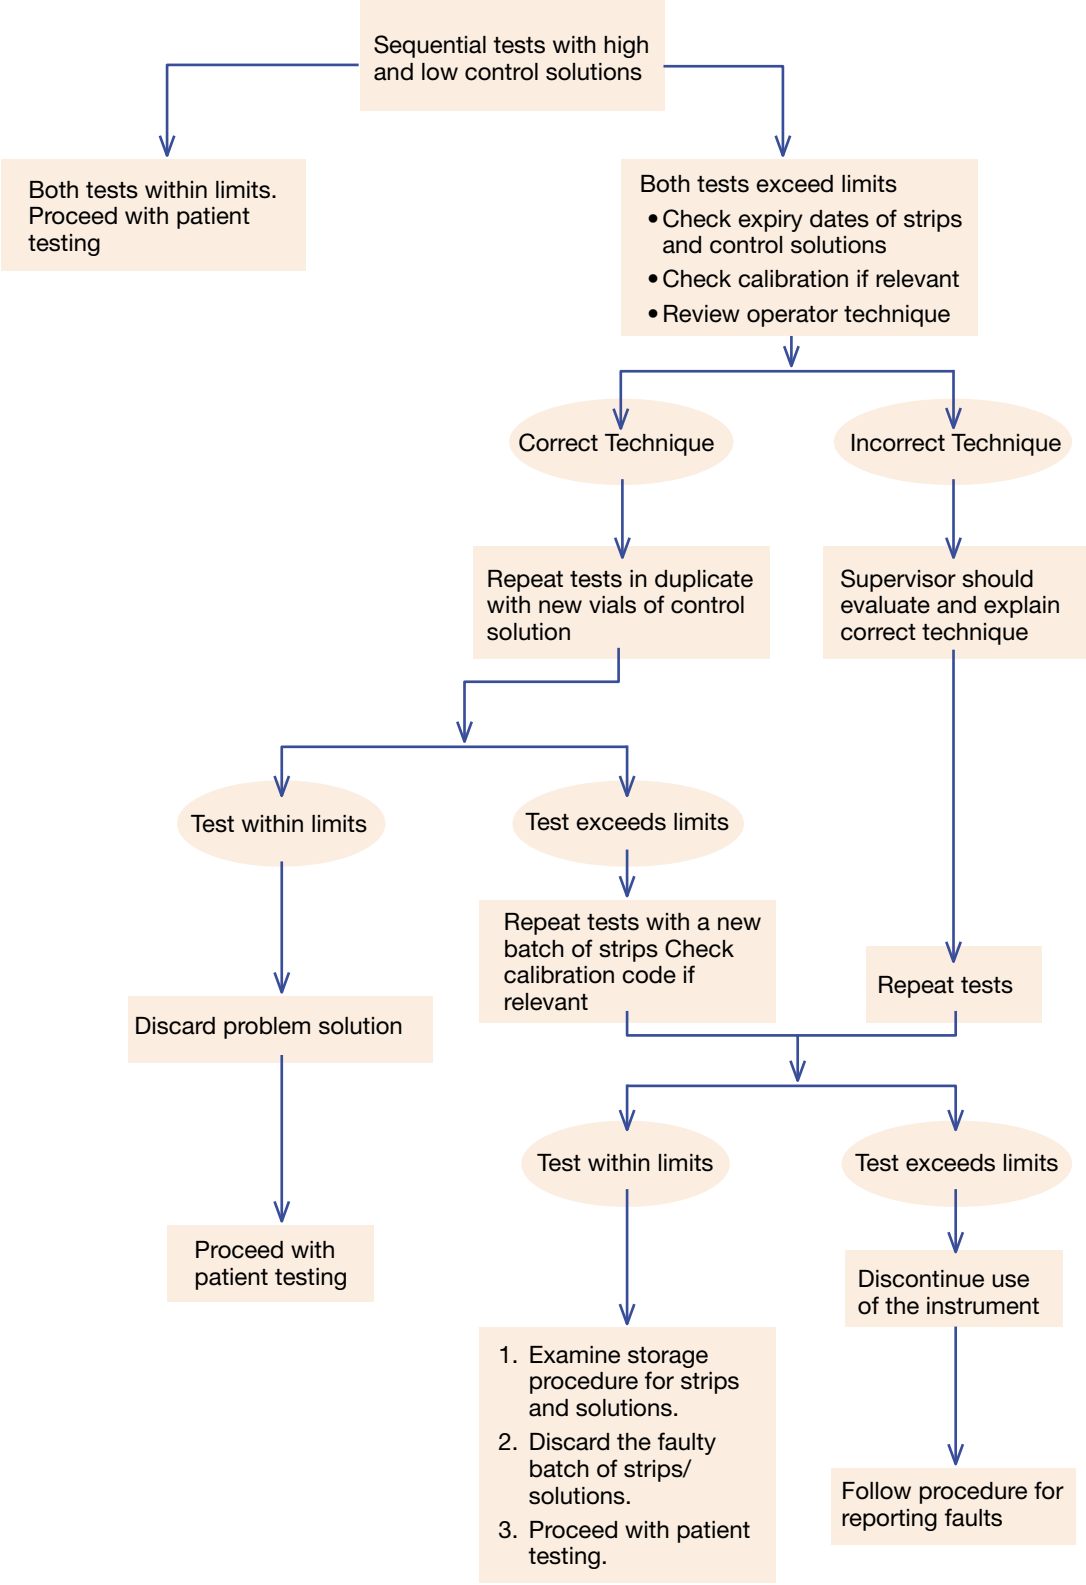 Sequential tests with high
and low control solutions
Both tests within limits.
Proceed with patient
testing
Both tests exceed limits
• Check expiry dates of strips
and control solutions
• Check calibration if relevant
• Review operator technique
Correct Technique
Incorrect Technique
Repeat tests in duplicate
with new vials of control
solution
Supervisor should
evaluate and explain
correct technique
Test within limits
Test exceeds limits
Repeat tests with a new
batch of strips Check
calibration code if
relevant
Repeat tests
Discard problem solution
Test within limits
Test exceeds limits
Proceed with
patient testing
Discontinue use
of the instrument
1. Examine storage
procedure for strips
and solutions.
2. Discard the faulty
batch of strips/
solutions.
3. Proceed with patient
testing.
Follow procedure for
reporting faults